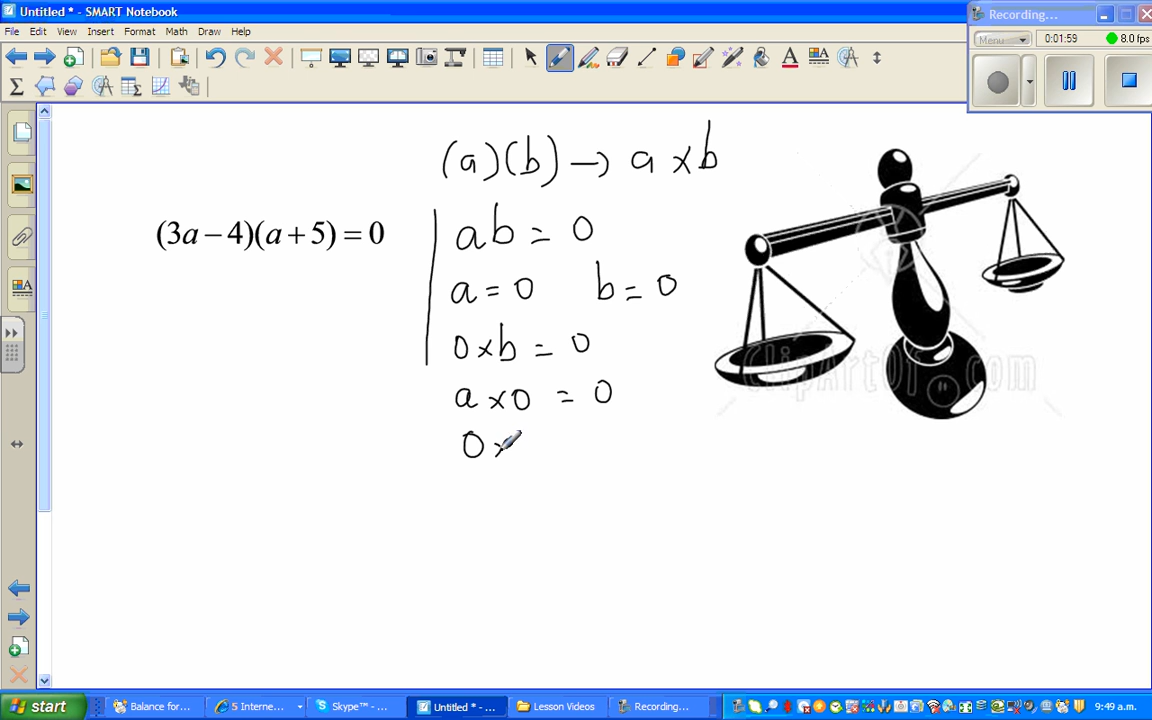 Untitled * - SMART Notebook
Recording...
File Edit View Insert Format Math Draw Help
Menu
0:01:59
8.0 fps
(a)(b) → a × b
(3a − 4)(a + 5) = 0
ab = 0
a = 0 b = 0
0 × b = 0
a × 0 = 0
0 ×
ClipArtOf.com
start
Balance for...
5 Interne...
Skype™ - ...
Untitled * - ...
Lesson Videos
Recording...
9:49 a.m.